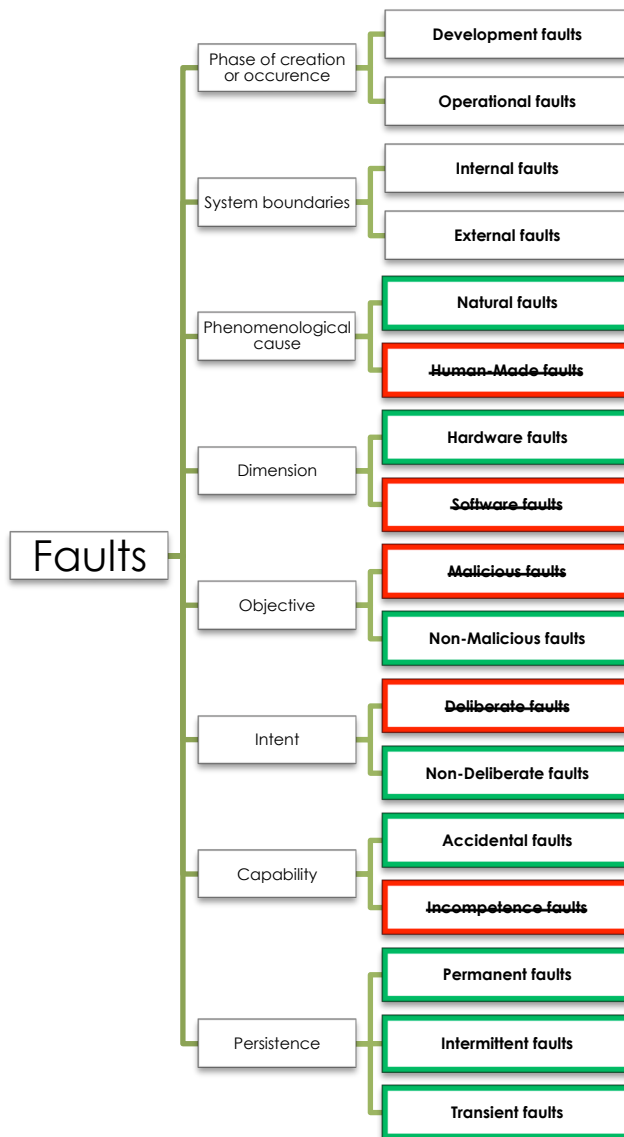 Faults
Phase of creation
or occurence
Development faults
Operational faults
System boundaries
Internal faults
External faults
Phenomenological
cause
Natural faults
Human-Made faults
Dimension
Hardware faults
Software faults
Objective
Malicious faults
Non-Malicious faults
Intent
Deliberate faults
Non-Deliberate faults
Capability
Accidental faults
Incompetence faults
Persistence
Permanent faults
Intermittent faults
Transient faults